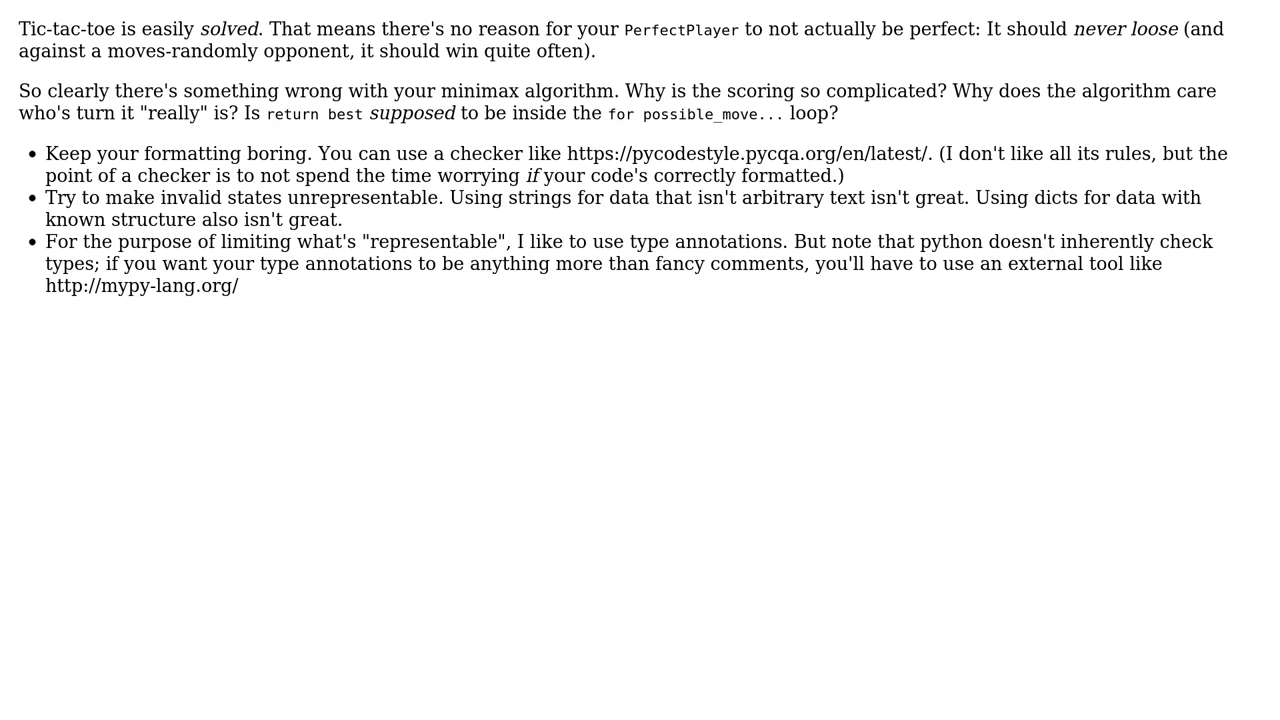 Tic-tac-toe is easily solved. That means there's no reason for your PerfectPlayer to not actually be perfect: It should never loose (and
against a moves-randomly opponent, it should win quite often).
So clearly there's something wrong with your minimax algorithm. Why is the scoring so complicated? Why does the algorithm care
who's turn it "really" is? Is return best supposed to be inside the for possible_move... loop?
• Keep your formatting boring. You can use a checker like https://pycodestyle.pycqa.org/en/latest/. (I don't like all its rules, but the
point of a checker is to not spend the time worrying if your code's correctly formatted.)
• Try to make invalid states unrepresentable. Using strings for data that isn't arbitrary text isn't great. Using dicts for data with
known structure also isn't great.
• For the purpose of limiting what's "representable", I like to use type annotations. But note that python doesn't inherently check
types; if you want your type annotations to be anything more than fancy comments, you'll have to use an external tool like
http://mypy-lang.org/